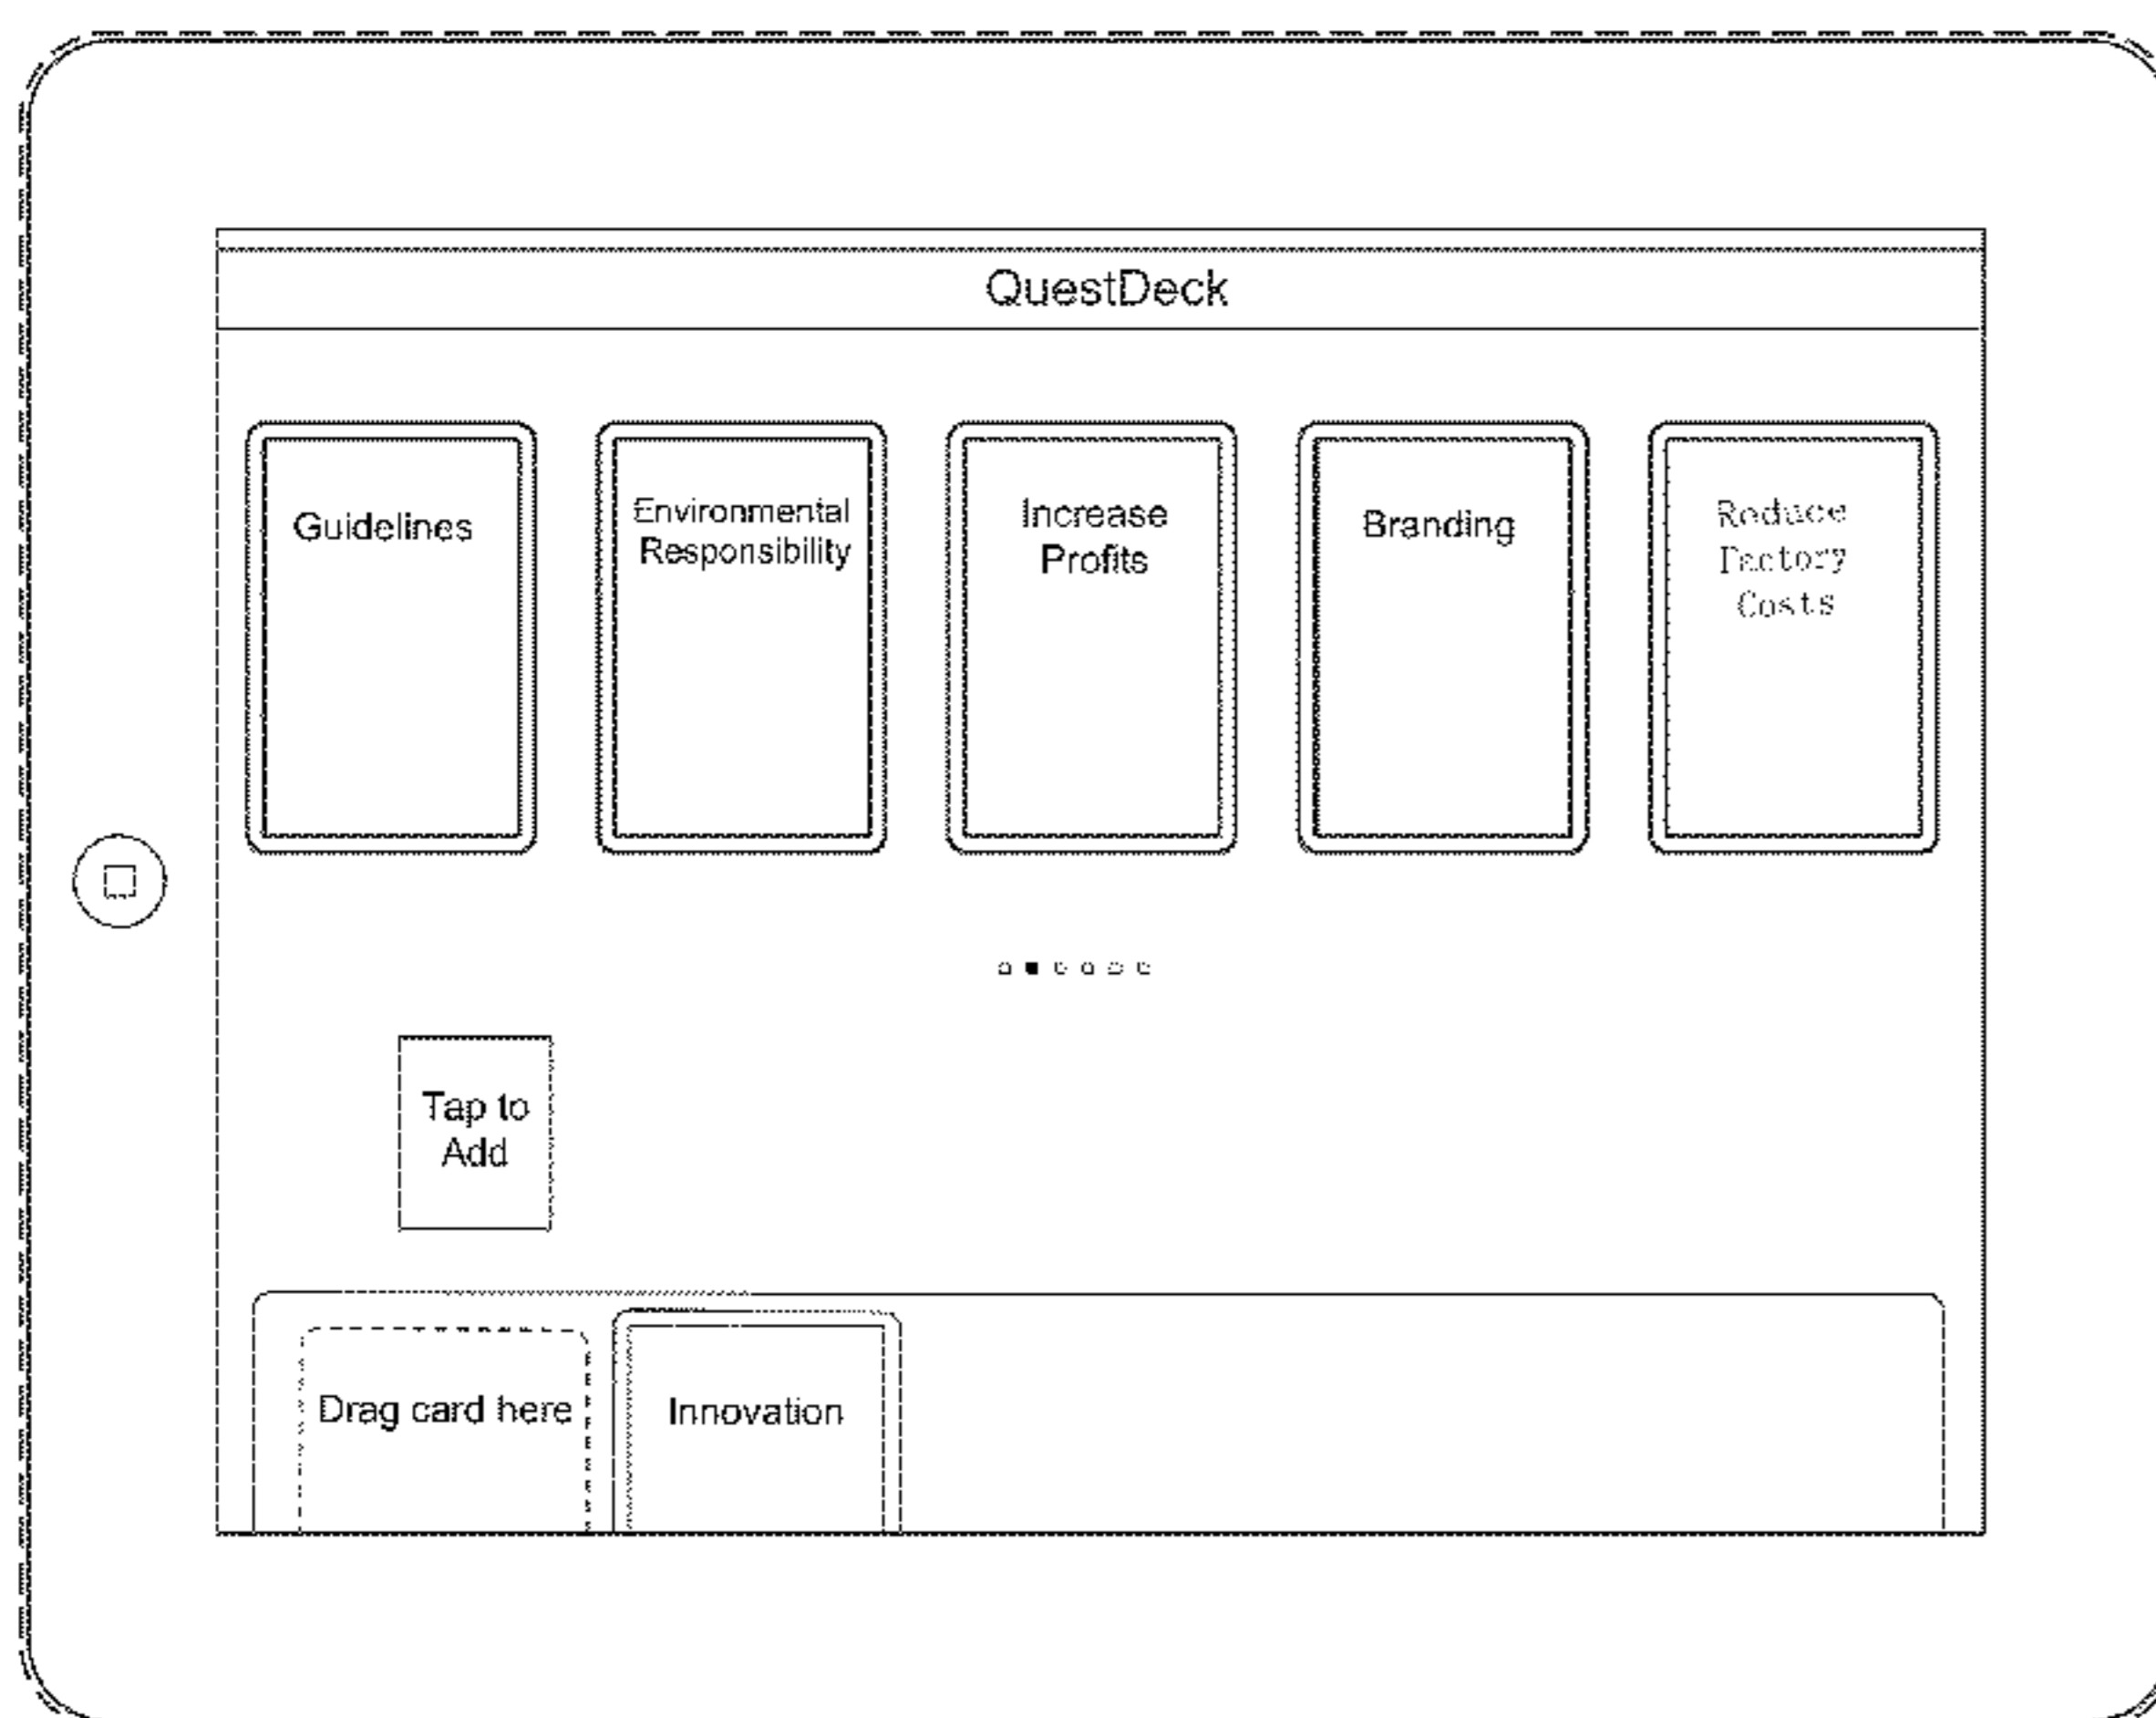 QuestDeck
Guidelines
Environmental
Responsibility
Increase
Profits
Branding
Reduce
Factory
Costs
Tap to
Add
Drag card here
Innovation